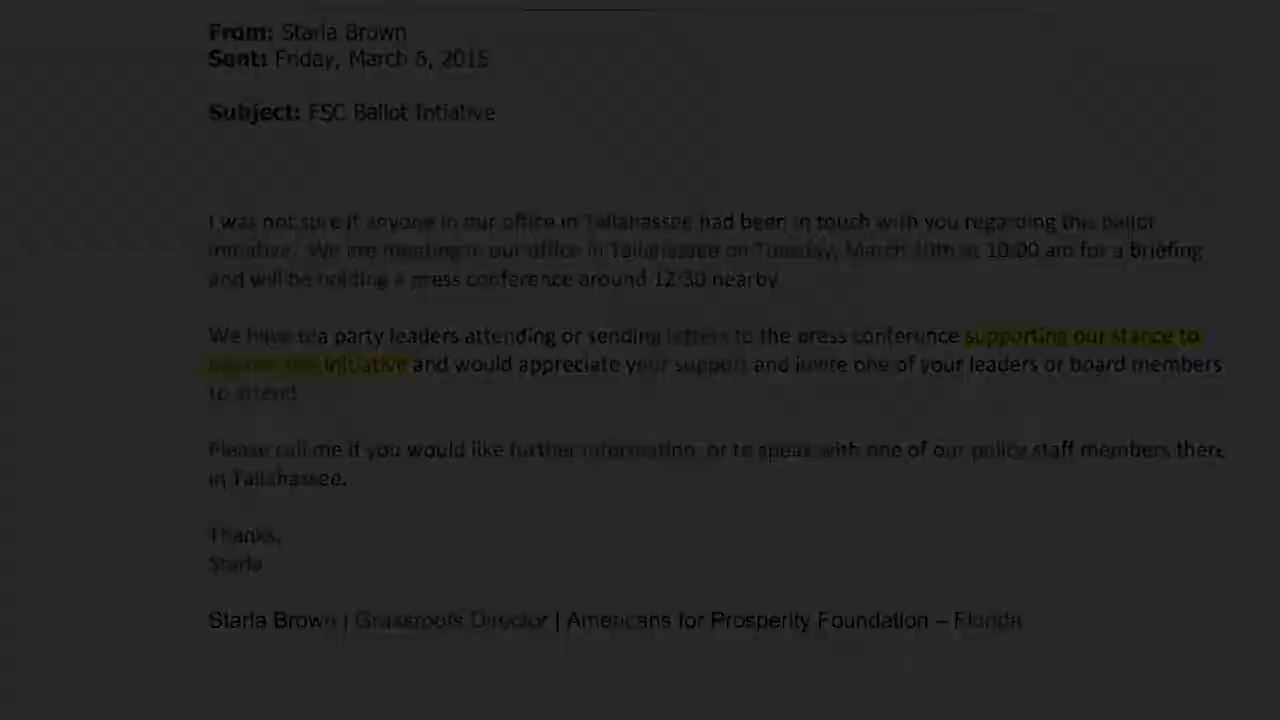 From: Starla Brown
Sent: Friday, March 6, 2015
Subject: FSC Ballot Intiative
I was not sure if anyone in our office in Tallahassee had been in touch with you regarding this ballot
initiative. We are meeting in our office in Tallahassee on Tuesday, March 10th at 10:00 am for a Briefing
and will be holding a press conference around 12:30 nearby.
We have tea party leaders attending or sending letters to the press conference supporting our stance to
oppose this initiative and would appreciate your support and invite one of your leaders or board members
to attend.
Please call me if you would like further information, or to speak with one of our policy staff members there
in Tallahassee.
Thanks,
Starla
Starla Brown | Grassroots Director | Americans for Prosperity Foundation – Florida